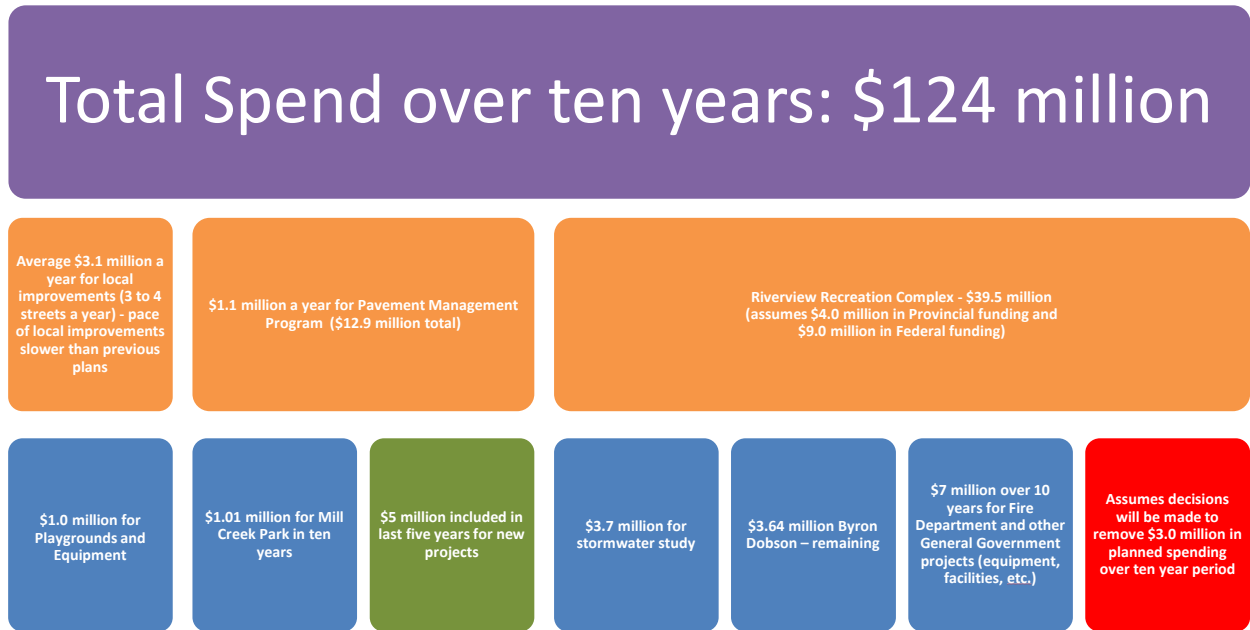 Total Spend over ten years: $124 million
Average $3.1 million a
year for local
improvements (3 to 4
streets a year) - pace
of local improvements
slower than previous
plans
$1.1 million a year for Pavement Management
Program ($12.9 million total)
Riverview Recreation Complex - $39.5 million
(assumes $4.0 million in Provincial funding and
$9.0 million in Federal funding)
$1.0 million for
Playgrounds and
Equipment
$1.01 million for Mill
Creek Park in ten
years
$5 million included in
last five years for new
projects
$3.7 million for
stormwater study
$3.64 million Byron
Dobson – remaining
$7 million over 10
years for Fire
Department and other
General Government
projects (equipment,
facilities, etc.)
Assumes decisions
will be made to
remove $3.0 million in
planned spending
over ten year period